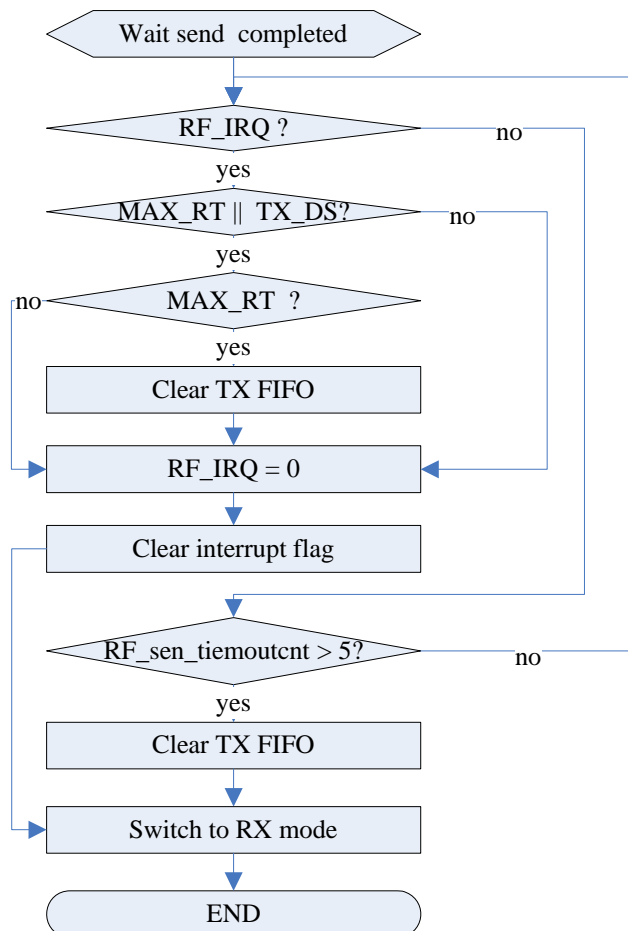 Wait send completed
RF_IRQ ?
no
yes
MAX_RT || TX_DS?
no
yes
no
MAX_RT ?
yes
Clear TX FIFO
RF_IRQ = 0
Clear interrupt flag
RF_sen_tiemoutcnt > 5?
no
yes
Clear TX FIFO
Switch to RX mode
END